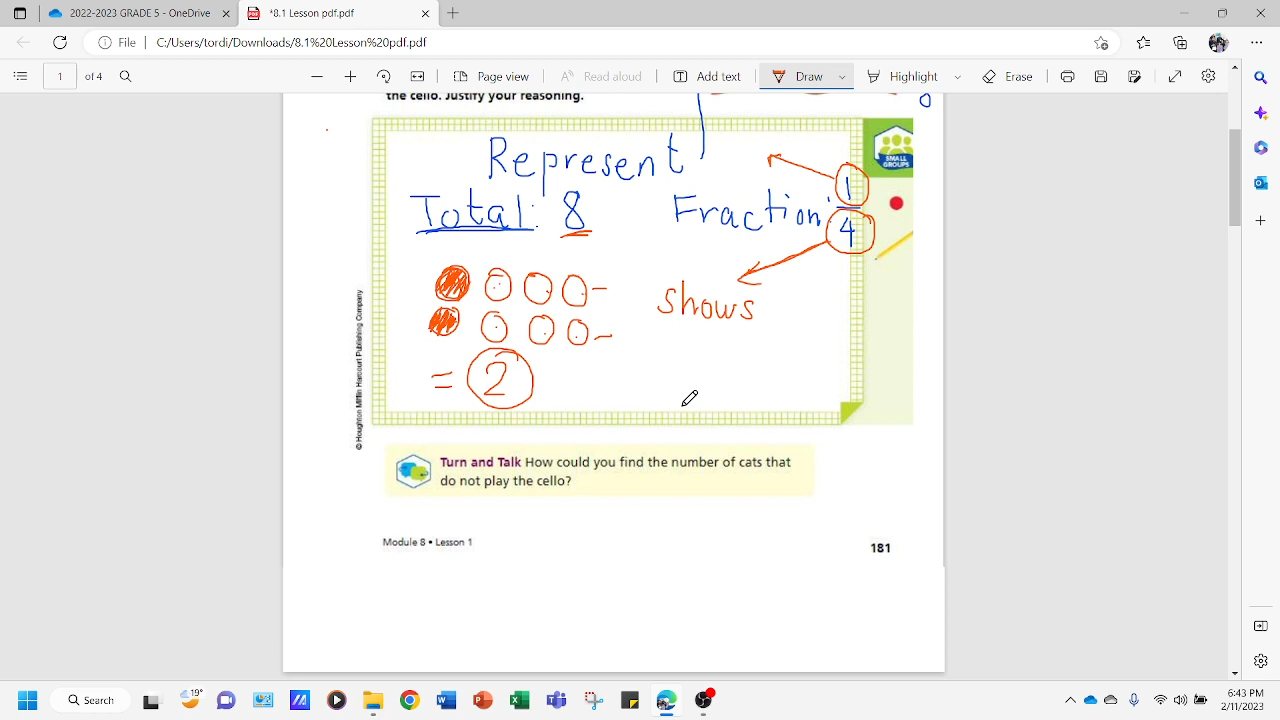 2022-2023 GRADE 5 - OneDrive
*8.1 Lesson pdf.pdf
File
C:/Users/tordj/Downloads/8.1%20Lesson%20pdf.pdf
1 of 4
Page view
Read aloud
Add text
Draw
Highlight
Erase
the cello. Justify your reasoning.
SMALL
GROUPS
Represent
Total: 8
Fraction: 1
4
shows
= 2
© Houghton Mifflin Harcourt Publishing Company
Turn and Talk How could you find the number of cats that
do not play the cello?
Module 8 • Lesson 1
181
Search
6:43 PM
2/11/2023